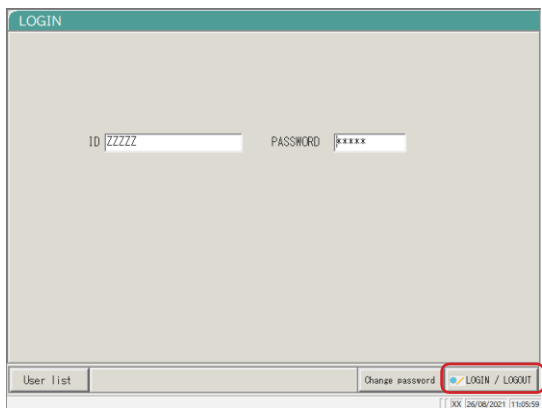 LOGIN
ID ZZZZZ PASSWORD *****
User list Change password LOGIN / LOGOUT
XX 26/08/2021 11:05:59